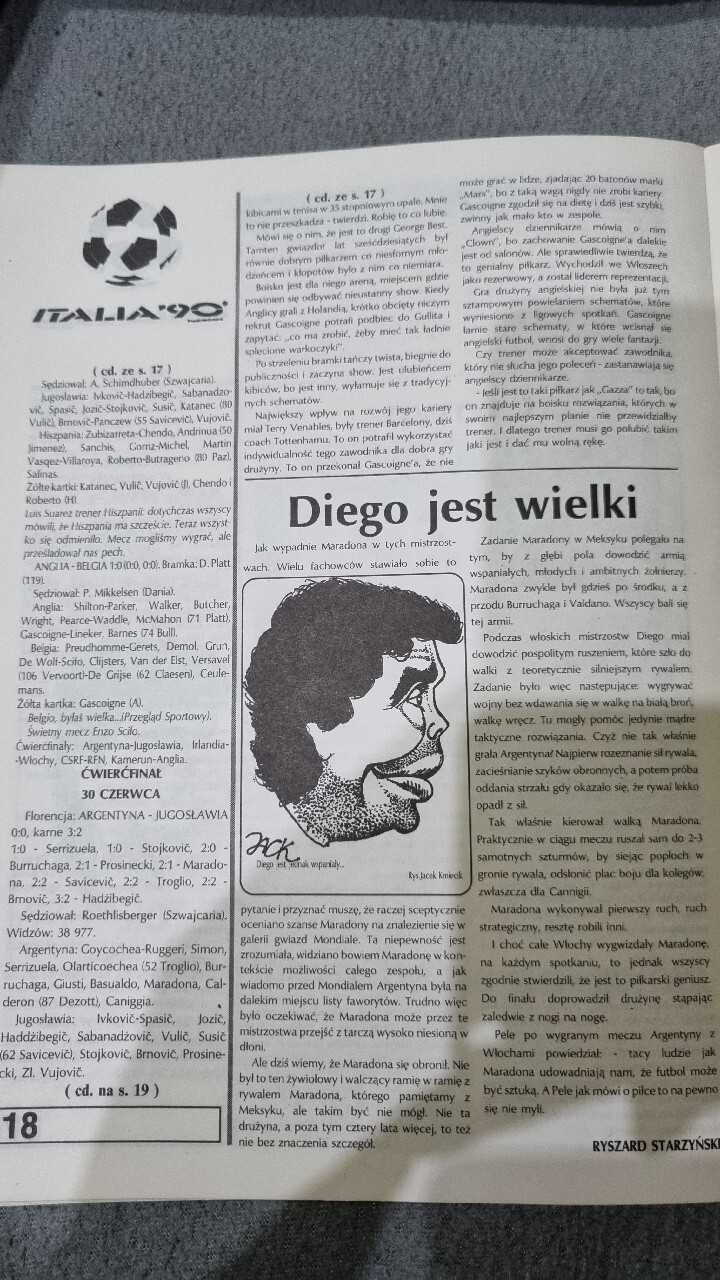 ITALIA'90
( cd. ze s. 17 )
Sędziował: A. Schimdhuber (Szwajcaria).
Jugosławia: Ivkovič-Hadzibegič, Sabanadzo-
vič, Spasič, Jozič-Stojkovič, Susič, Katanec (80
Vulič), Brnovič-Panczew (55 Savicevič), Vujovič.
Hiszpania: Zubizarreta-Chendo, Andrinua (50
Jimenez), Sanchis, Gorriz-Michel, Martin
Vasqez-Villaroya, Roberto-Butragerio (80 Paz),
Salinas.
Żółte kartki: Katanec, Vulič, Vujovič (J), Chendo i
Roberto (H).
Luis Suarez trener Hiszpanii: dotychczas wszyscy
mówili, że Hiszpania ma szczęście. Teraz wszyst-
ko się odmieniło. Mecz mogliśmy wygrać, ale
prześladował nas pech.
ANGLIA - BELGIA 1:0 (0:0, 0:0). Bramka: D. Platt
(119).
Sędziował: P. Mikkelsen (Dania).
Anglia: Shilton-Parker, Walker, Butcher,
Wright, Pearce-Waddle, McMahon (71 Platt),
Gascoigne-Lineker, Barnes (74 Bull).
Belgia: Preudhomme-Gerets, Demol, Grun,
De Wolf-Scifo, Clijsters, Van der Elst, Versavel
(106 Vervoort)-De Grijse (62 Claesen), Ceule-
mans.
Żółta kartka: Gascoigne (A).
Belgio, byłaś wielka...(Przegląd Sportowy).
Świetny mecz Enzo Scifo.
Ćwierćfinały: Argentyna-Jugosławia, Irlandia-
-Włochy, CSRF-RFN, Kamerun-Anglia.
ĆWIERĆFINAŁ
30 CZERWCA
Florencja: ARGENTYNA - JUGOSŁAWIA
0:0, karne 3:2
1:0 - Serrizuela, 1:0 - Stojkovič, 2:0 -
Burruchaga, 2:1 - Prosinecki, 2:1 - Marado-
na, 2:2 - Savicevič, 2:2 - Troglio, 2:2 -
Brnovič, 3:2 - Hadžibegič.
Sędziował: Roethlisberger (Szwajcaria).
Widzów: 38 977.
Argentyna: Goycochea-Ruggeri, Simon,
Serrizuela, Olarticoechea (52 Troglio), Bur-
ruchaga, Giusti, Basualdo, Maradona, Cal-
deron (87 Dezott), Caniggia.
Jugosławia: Ivkovič-Spasič, Jozič,
Haddžibegič, Sabanadžovič, Vulič, Susič
(62 Savicevič), Stojkovič, Brnovič, Prosine-
cki, Zl. Vujovič.
( cd. na s. 19 )
18
( cd. ze s. 17 )
kibicami w tenisa w 35 stopniowym upale. Mnie
to nie przeszkadza - twierdzi. Robię to co lubię.
Mówi się o nim, że jest to drugi George Best.
Tamten gwiazdor lat sześćdziesiątych był
równie dobrym piłkarzem co niesfornym mło-
dzieńcem i kłopotów było z nim co niemiara.
Boisko jest dla niego areną, miejscem gdzie
powinien się odbywać nieustanny show. Kiedy
Anglicy grali z Holandią, krótko obcięty niczym
rekrut Gascoigne potrafi podbiec do Gullita i
zapytać: „co ma zrobić, żeby mieć tak ładnie
splecione warkoczyki".
Po strzeleniu bramki tańczy twista, biegnie do
publiczności i zaczyna show. Jest ulubieńcem
kibiców, bo jest inny, wyłamuje się z tradycyj-
nych schematów.
Największy wpływ na rozwój jego kariery
miał Terry Venables, były trener Barcelony, dziś
coach Tottenhamu. To on potrafił wykorzystać
indywidualność tego zawodnika dla dobra gry
drużyny. To on przekonał Gascoigne'a, że nie
może grać w lidze, zjadając 20 batonów marki
„Mars", bo z taką wagą nigdy nie zrobi kariery.
Gascoigne zgodził się na dietę i dziś jest szybki,
zwinny jak mało kto w zespole.
Angielscy dziennikarze mówią o nim
„Clown", bo zachowanie Gascoigne'a dalekie
jest od salonów. Ale sprawiedliwie twierdzą, że
to genialny piłkarz. Wychodził we Włoszech
jako rezerwowy, a został liderem reprezentacji.
Gra drużyny angielskiej nie była już tym
sztampowym powielaniem schematów, które
wyniesiono z ligowych spotkań. Gascoigne
łamie stare schematy, w które wcisnął się
angielski futbol, wnosi do gry wiele fantazji.
Czy trener może akceptować zawodnika,
który nie słucha jego poleceń - zastanawiają się
angielscy dziennikarze.
- Jeśli jest to taki piłkarz jak „Gazza" to tak, bo
on znajduje na boisku rozwiązania, których w
swoim najlepszym planie nie przewidziałby
trener. I dlatego trener musi go polubić takim
jaki jest i dać mu wolną rękę.
Diego jest wielki
Jak wypadnie Maradona w tych mistrzost-
wach. Wielu fachowców stawiało sobie to
JACK
Diego jest jednak wspaniały...
Rys. Jacek Kmiecik
pytanie i przyznać muszę, że raczej sceptycznie
oceniano szanse Maradony na znalezienie się w
galerii gwiazd Mondiale. Ta niepewność jest
zrozumiała, widziano bowiem Maradonę w kon-
tekście możliwości całego zespołu, a jak
wiadomo przed Mondialem Argentyna była na
dalekim miejscu listy faworytów. Trudno więc
było oczekiwać, że Maradona może przez te
mistrzostwa przejść z tarczą wysoko niesioną w
dłoni.
Ale dziś wiemy, że Maradona się obronił. Nie
był to ten żywiołowy i walczący ramię w ramię z
rywalem Maradona, którego pamiętamy z
Meksyku, ale takim być nie mógł. Nie ta
drużyna, a poza tym cztery lata więcej, to też
nie bez znaczenia szczegół.
Zadanie Maradony w Meksyku polegało na
tym, by z głębi pola dowodzić armią
wspaniałych, młodych i ambitnych żołnierzy.
Maradona zwykle był gdzieś po środku, a z
przodu Burruchaga i Valdano. Wszyscy bali się
tej armii.
Podczas włoskich mistrzostw Diego miał
dowodzić pospolitym ruszeniem, które szło do
walki z teoretycznie silniejszym rywalem.
Zadanie było więc następujące: wygrywać
wojny bez wdawania się w walkę na białą broń,
walkę wręcz. Tu mogły pomóc jedynie mądre
taktyczne rozwiązania. Czyż nie tak właśnie
grała Argentyna! Najpierw rozeznanie sił rywala,
zacieśnianie szyków obronnych, a potem próba
oddania strzału gdy okazało się, że rywal lekko
opadł z sił.
Tak właśnie kierował walką Maradona.
Praktycznie w ciągu meczu ruszał sam do 2-3
samotnych szturmów, by siejąc popłoch w
gronie rywala, odsłonić plac boju dla kolegów,
zwłaszcza dla Cannigii.
Maradona wykonywał pierwszy ruch, ruch
strategiczny, resztę robili inni.
I choć całe Włochy wygwizdały Maradonę,
na każdym spotkaniu, to jednak wszyscy
zgodnie stwierdzili, że jest to piłkarski geniusz.
Do finału doprowadził drużynę stąpając
zaledwie z nogi na nogę.
Pele po wygranym meczu Argentyny z
Włochami powiedział: - tacy ludzie jak
Maradona udowadniają nam, że futbol może
być sztuką. A Pele jak mówi o piłce to na pewno
się nie myli.
RYSZARD STARZYŃSKI